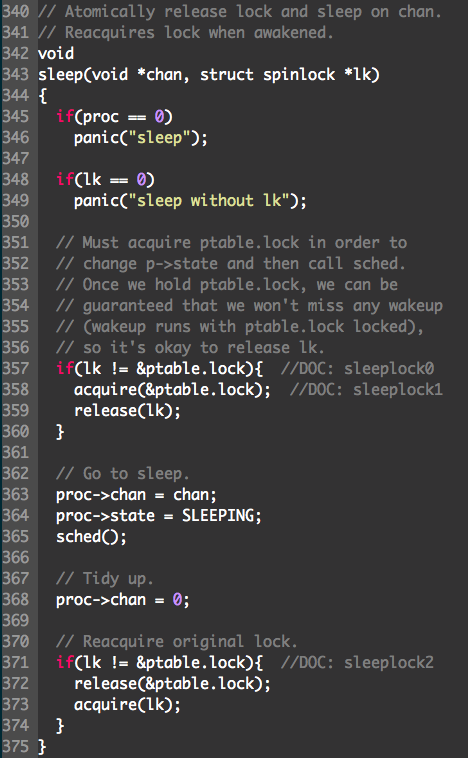 340 // Atomically release lock and sleep on chan.
341 // Reacquires lock when awakened.
342 void
343 sleep(void *chan, struct spinlock *lk)
344 {
345   if(proc == 0)
346     panic("sleep");
347
348   if(lk == 0)
349     panic("sleep without lk");
350
351   // Must acquire ptable.lock in order to
352   // change p->state and then call sched.
353   // Once we hold ptable.lock, we can be
354   // guaranteed that we won't miss any wakeup
355   // (wakeup runs with ptable.lock locked),
356   // so it's okay to release lk.
357   if(lk != &ptable.lock){  //DOC: sleeplock0
358     acquire(&ptable.lock);  //DOC: sleeplock1
359     release(lk);
360   }
361
362   // Go to sleep.
363   proc->chan = chan;
364   proc->state = SLEEPING;
365   sched();
366
367   // Tidy up.
368   proc->chan = 0;
369
370   // Reacquire original lock.
371   if(lk != &ptable.lock){  //DOC: sleeplock2
372     release(&ptable.lock);
373     acquire(lk);
374   }
375 }